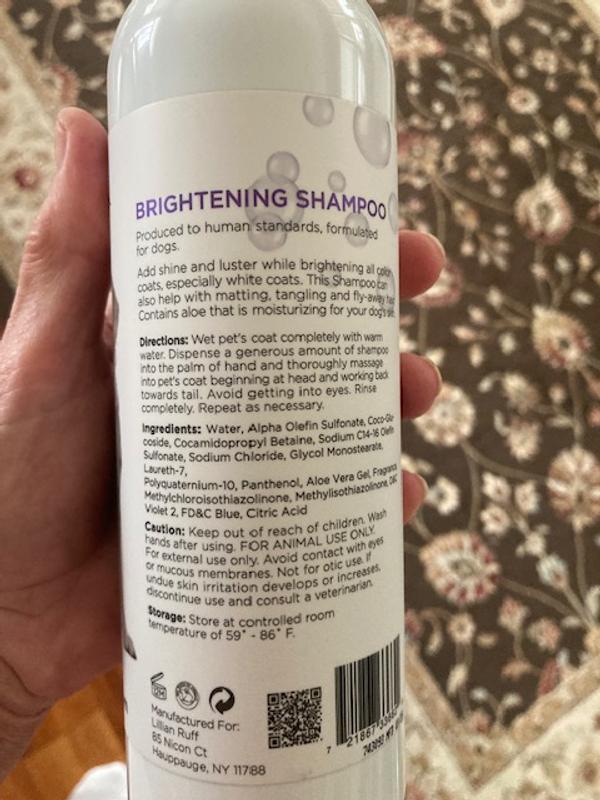 BRIGHTENING SHAMPOO
Produced to human standards, formulated
for dogs.
Add shine and luster while brightening all color
coats, especially white coats. This Shampoo can
also help with matting, tangling and fly-away hair.
Contains aloe that is moisturizing for your dog's skin.
Directions: Wet pet's coat completely with warm
water. Dispense a generous amount of shampoo
into the palm of hand and thoroughly massage
into pet's coat beginning at head and working back
towards tail. Avoid getting into eyes. Rinse
completely. Repeat as necessary.
Ingredients: Water, Alpha Olefin Sulfonate, Coco-Glu-
coside, Cocamidopropyl Betaine, Sodium C14-16 Olefin
Sulfonate, Sodium Chloride, Glycol Monostearate,
Laureth-7,
Polyquaternium-10, Panthenol, Aloe Vera Gel, Fragrance,
Methylchloroisothiazolinone, Methylisothiazolinone, D&C
Violet 2, FD&C Blue, Citric Acid
Caution: Keep out of reach of children. Wash
hands after using. FOR ANIMAL USE ONLY.
For external use only. Avoid contact with eyes
or mucous membranes. Not for otic use. If
undue skin irritation develops or increases,
discontinue use and consult a veterinarian.
Storage: Store at controlled room
temperature of 59° - 86° F.
12M
Manufactured For:
Lillian Ruff
85 Nicon Ct
Hauppauge, NY 11788
7 21867